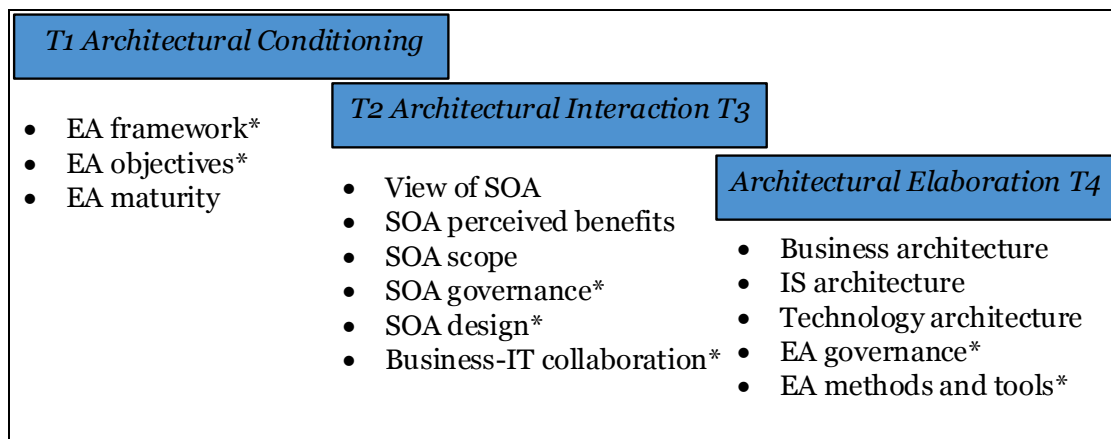 T1 Architectural Conditioning
• EA framework*
• EA objectives*
• EA maturity
T2 Architectural Interaction T3
• View of SOA
• SOA perceived benefits
• SOA scope
• SOA governance*
• SOA design*
• Business-IT collaboration*
Architectural Elaboration T4
• Business architecture
• IS architecture
• Technology architecture
• EA governance*
• EA methods and tools*